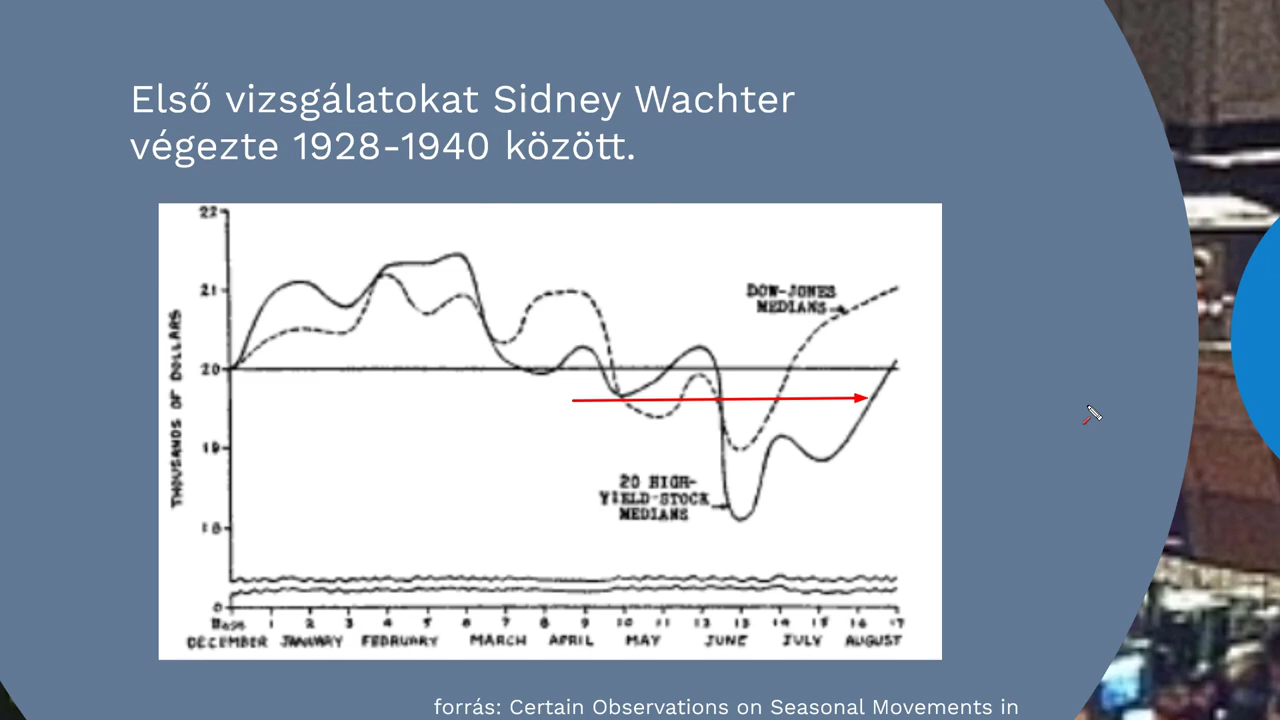 Első vizsgálatokat Sidney Wachter
végezte 1928-1940 között.
22
21
20
19
18
0
THOUSANDS OF DOLLARS
DOW-JONES
MEDIANS
20 HIGH-
YIELD-STOCK
MEDIANS
Base 1 2 3 4 5 6 7 8 9 10 11 12 13 14 15 16 17
DECEMBER JANUARY FEBRUARY MARCH APRIL MAY JUNE JULY AUGUST
forrás: Certain Observations on Seasonal Movements in